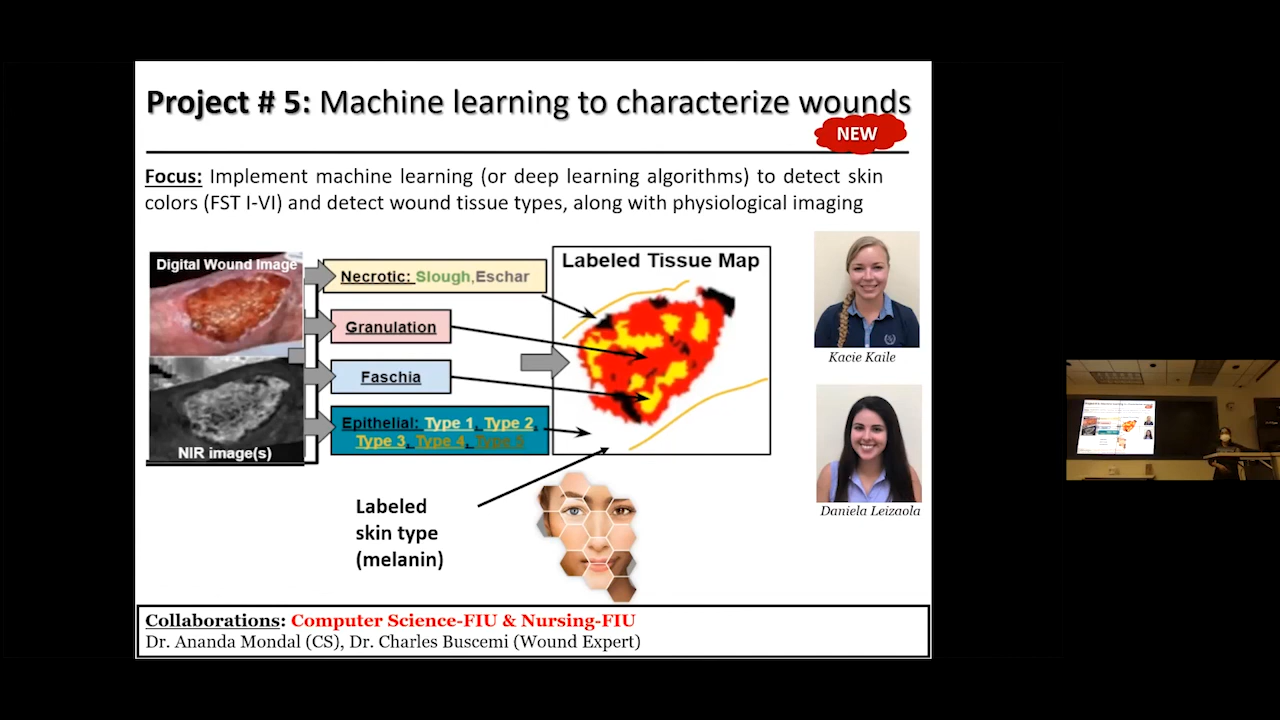 Project # 5: Machine learning to characterize wounds
NEW
Focus: Implement machine learning (or deep learning algorithms) to detect skin
colors (FST I-VI) and detect wound tissue types, along with physiological imaging
Digital Wound Image
NIR image(s)
Necrotic: Slough,Eschar
Granulation
Faschia
Epithelial: Type 1, Type 2,
Type 3, Type 4, Type 5
Labeled Tissue Map
Labeled
skin type
(melanin)
Kacie Kaile
Daniela Leizaola
Collaborations: Computer Science-FIU & Nursing-FIU
Dr. Ananda Mondal (CS), Dr. Charles Buscemi (Wound Expert)